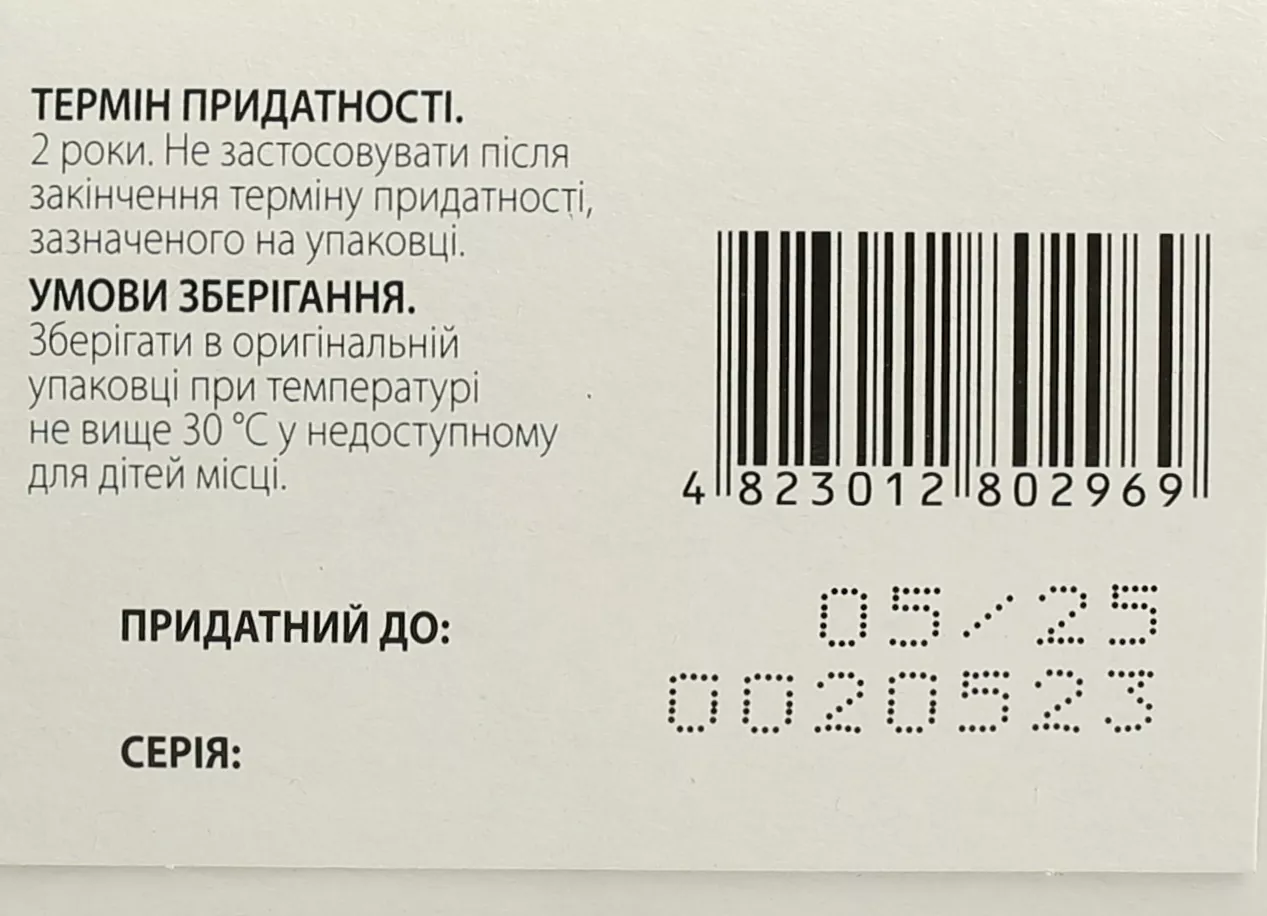 ТЕРМІН ПРИДАТНОСТІ.
2 роки. Не застосовувати після
закінчення терміну придатності,
зазначеного на упаковці.
УМОВИ ЗБЕРІГАННЯ.
Зберігати в оригінальній
упаковці при температурі
не вище 30 °С у недоступному
для дітей місці.
4 823012 802969
ПРИДАТНИЙ ДО: 05/25
0020523
СЕРІЯ: